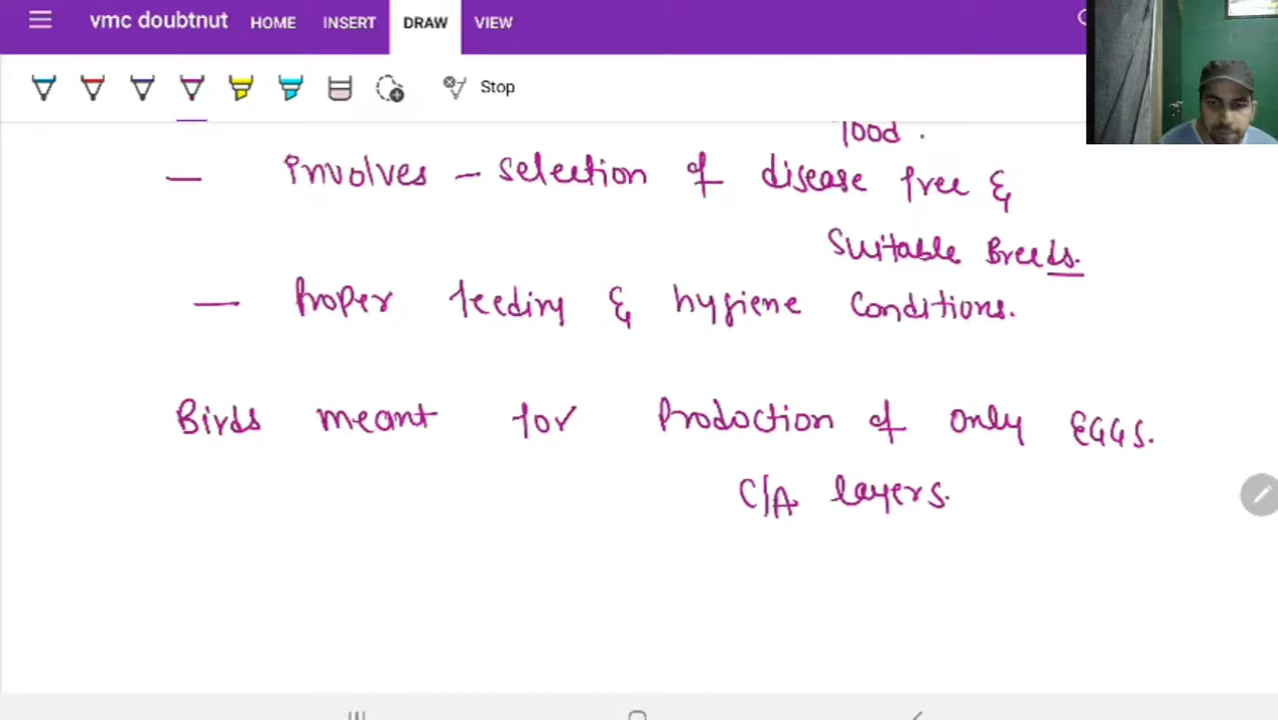 vmc doubtnut HOME INSERT DRAW VIEW
Stop
food.
— involves – selection of disease free &
Suitable Breeds.
— Proper feeding & hygiene Conditions.
Birds meant for Production of only EGGS.
C/A layers.